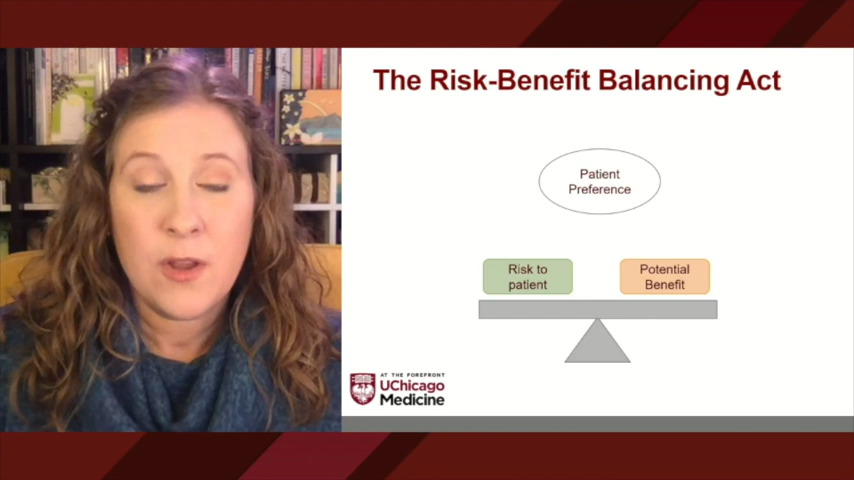 The Risk-Benefit Balancing Act
Patient
Preference
Risk to
patient
Potential
Benefit
AT THE FOREFRONT
UChicago
Medicine